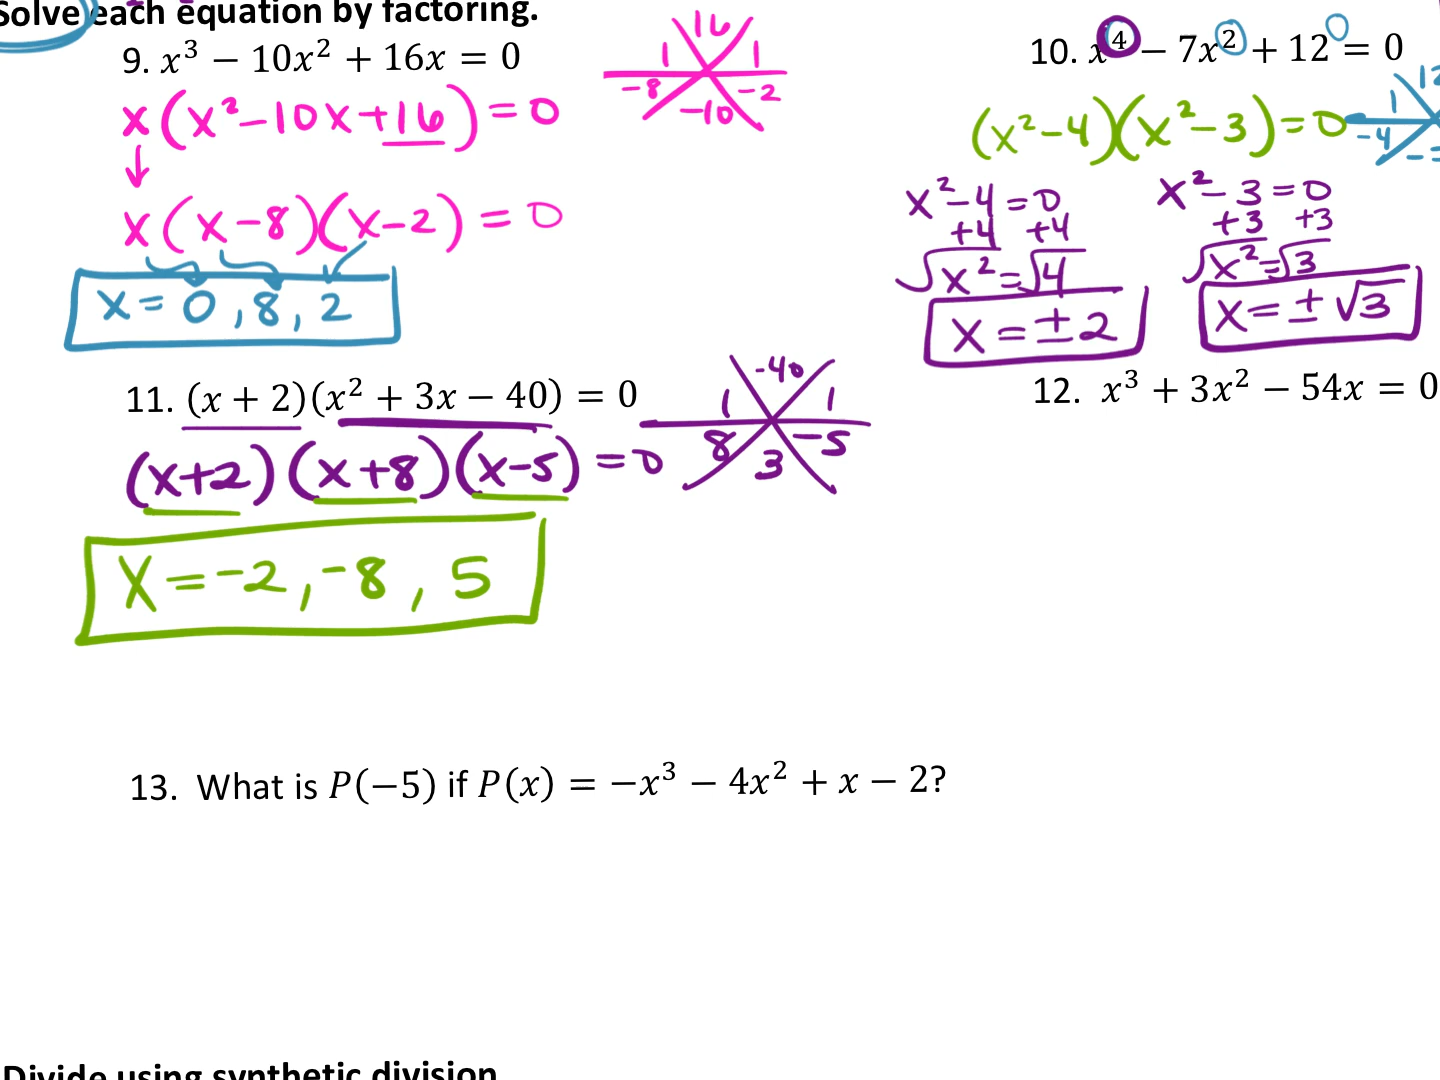 Solve each equation by factoring.
9. x³ − 10x² + 16x = 0
x(x²-10x+16)=0
x(x-8)(x-2)=0
x=0,8,2
16
1 1
-8 -2
-10
10. x⁴ − 7x² + 12 = 0
0
(x²-4)(x²-3)=0
12
1
-4
x²-4=0
+4 +4
√x²=√4
x=±2
x²-3=0
+3 +3
√x²=√3
x=±√3
11. (x + 2)(x² + 3x − 40) = 0
(x+2)(x+8)(x-5)=0
x=-2,-8,5
-40
1 1
8 -5
3
12. x³ + 3x² − 54x = 0
13. What is P(−5) if P(x) = −x³ − 4x² + x − 2?
Divide using synthetic division